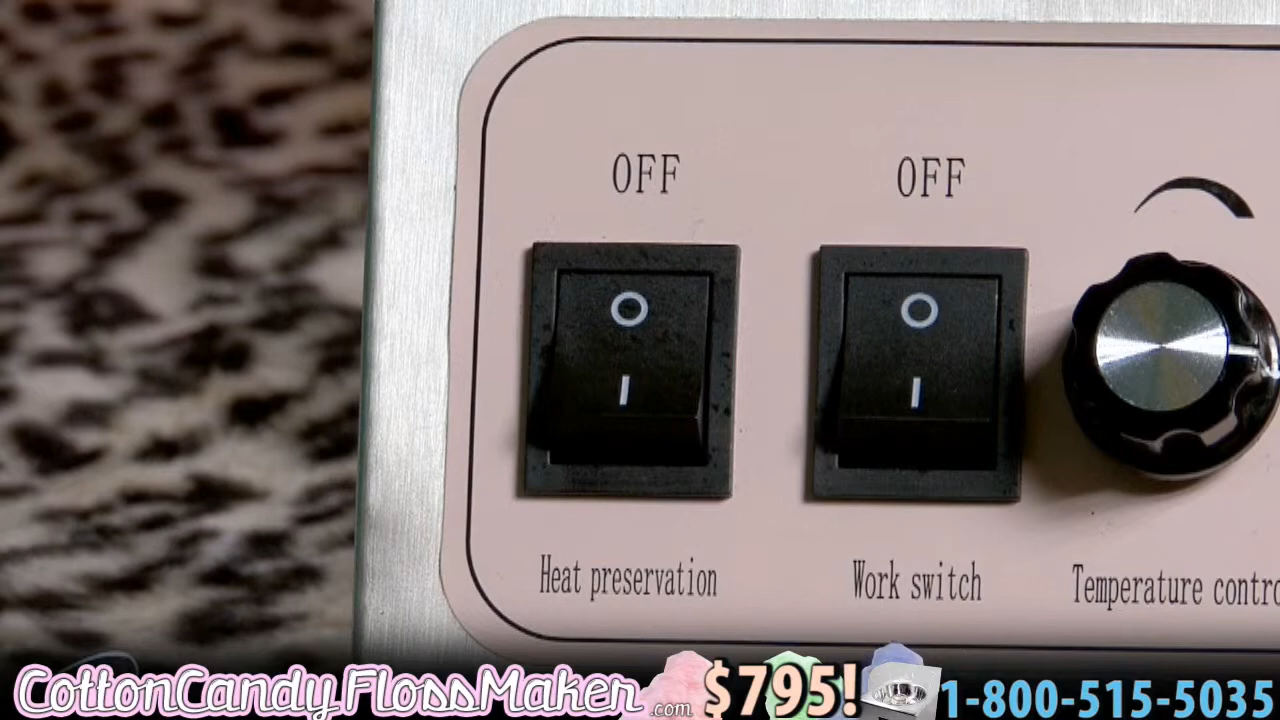 OFF
OFF
O
O
I
I
Heat preservation
Work switch
Temperature contro
CottonCandyFlossMaker.com
$795!
1-800-515-5035